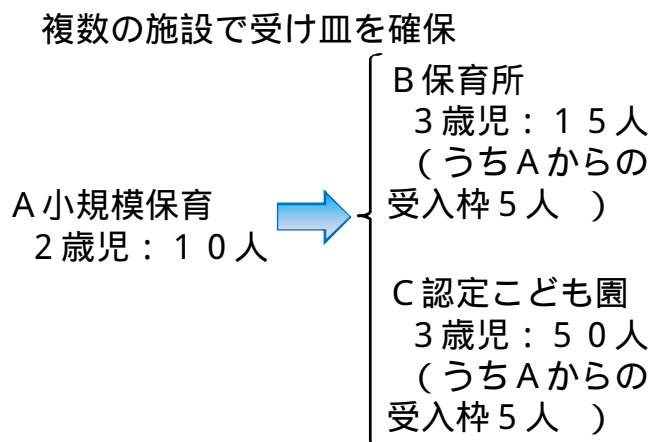 複数の施設で受け皿を確保
A小規模保育
2歳児：１０人
B保育所
3歳児：１５人
（うちAからの
受入枠５人　）
C認定こども園
3歳児：５０人
（うちAからの
受入枠５人　）